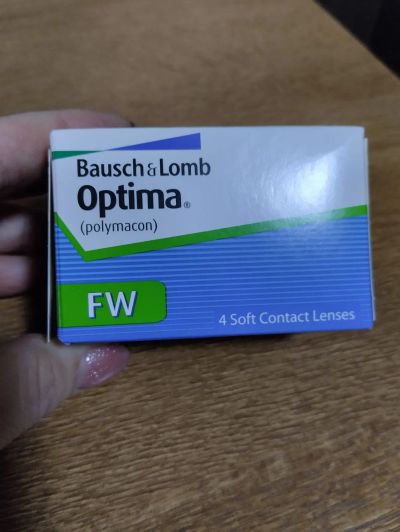 Bausch & Lomb
Optima®
(polymacon)
FW
4 Soft Contact Lenses